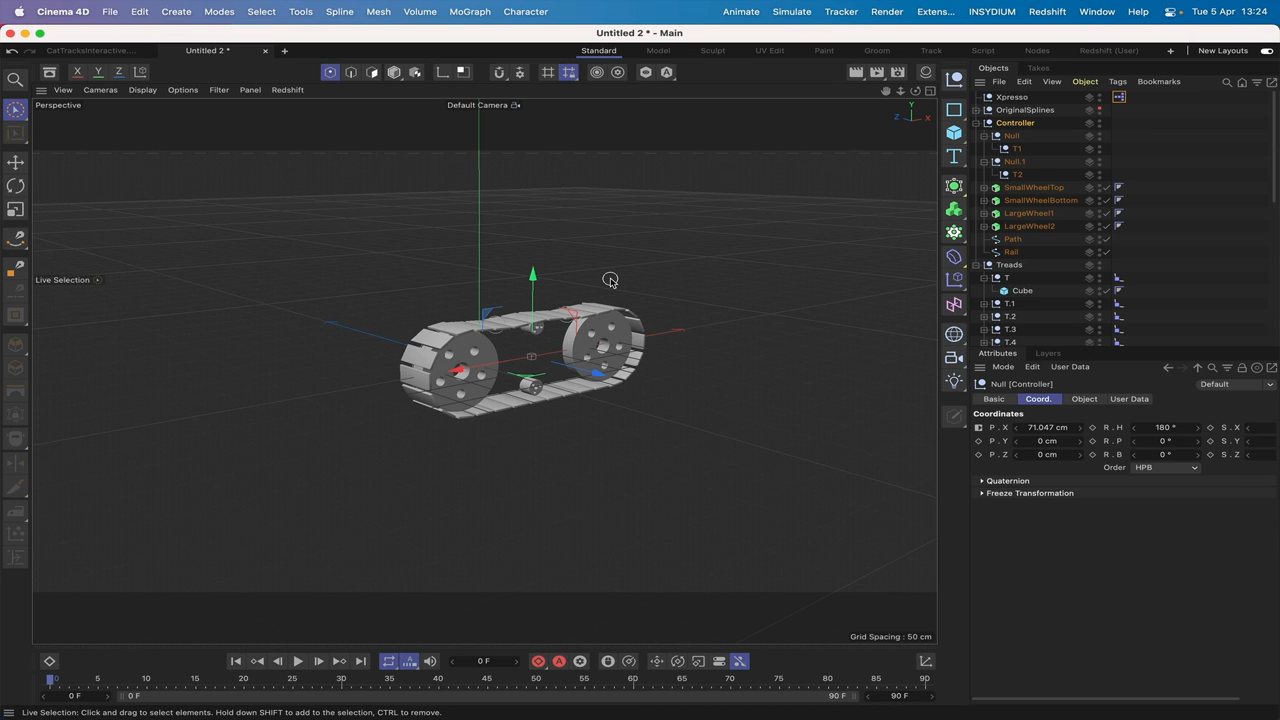 Cinema 4D File Edit Create Modes Select Tools Spline Mesh Volume MoGraph Character Animate Simulate Tracker Render Extens... INSYDIUM Redshift Window Help Tue 5 Apr 13:24
Untitled 2 * - Main
CatTracksInteractive.... Untitled 2 * Standard Model Sculpt UV Edit Paint Groom Track Script Nodes Redshift (User) New Layouts
X Y Z
View Cameras Display Options Filter Panel Redshift
Perspective
Default Camera
Y
Z
X
Live Selection
Grid Spacing : 50 cm
Objects Takes
File Edit View Object Tags Bookmarks
Xpresso
OriginalSplines
Controller
Null
T1
Null.1
T2
SmallWheelTop
SmallWheelBottom
LargeWheel1
LargeWheel2
Path
Rail
Treads
T
Cube
T.1
T.2
T.3
T.4
Attributes Layers
Mode Edit User Data
Null [Controller] Default
Basic Coord. Object User Data
Coordinates
P . X 71.047 cm R . H 180 ° S . X
P . Y 0 cm R . P 0 ° S . Y
P . Z 0 cm R . B 0 ° S . Z
Order HPB
Quaternion
Freeze Transformation
0 F
0 5 10 15 20 25 30 35 40 45 50 55 60 65 70 75 80 85 90
0 F 0 F 90 F 90 F
Live Selection: Click and drag to select elements. Hold down SHIFT to add to the selection, CTRL to remove.